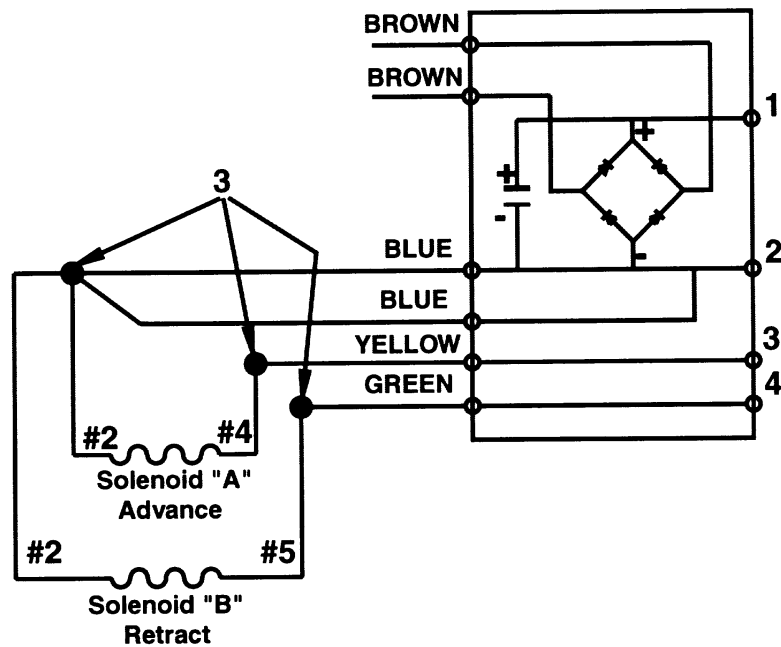 BROWN
BROWN
1
+
+
3
-
-
BLUE
2
BLUE
YELLOW
3
GREEN
4
#2
#4
Solenoid "A"
Advance
#2
#5
Solenoid "B"
Retract